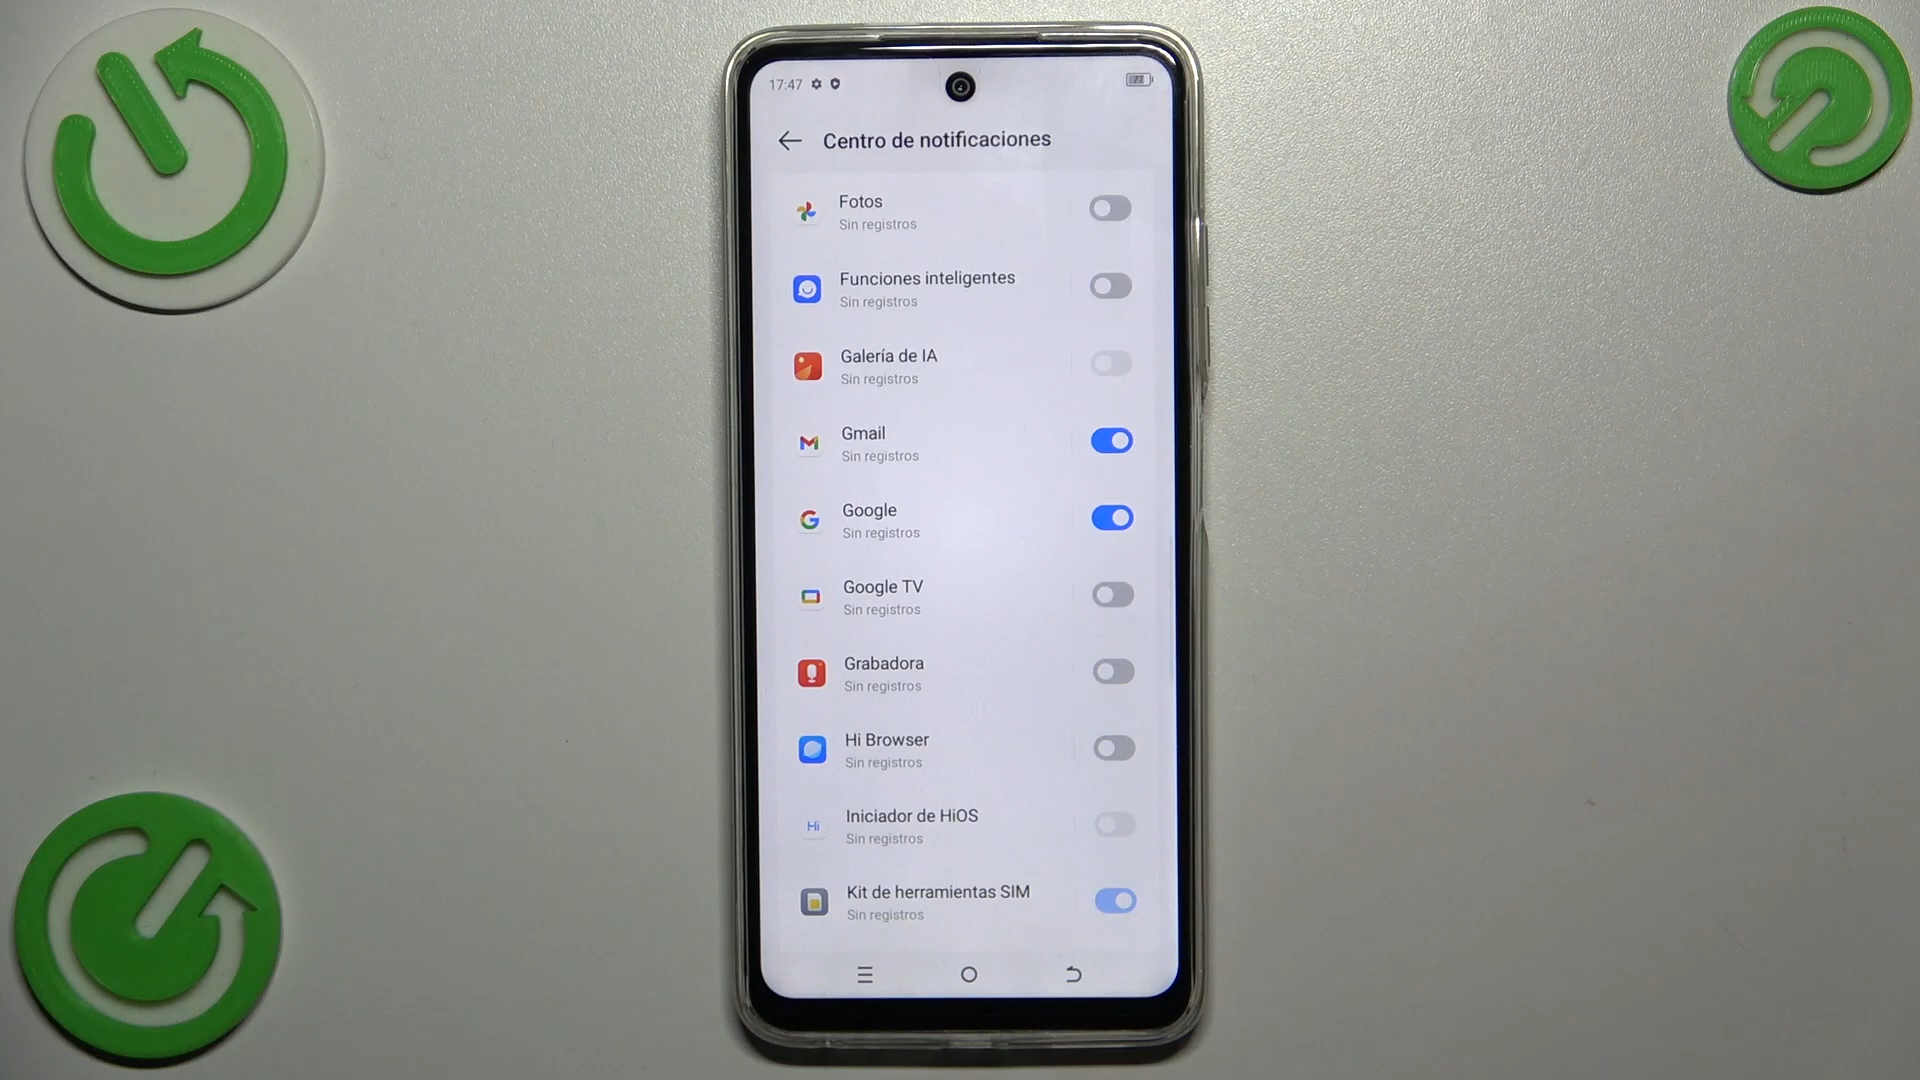 17:47
77
Centro de notificaciones
Fotos
Sin registros
Funciones inteligentes
Sin registros
Galería de IA
Sin registros
Gmail
Sin registros
Google
Sin registros
Google TV
Sin registros
Grabadora
Sin registros
Hi Browser
Sin registros
Hi
Iniciador de HiOS
Sin registros
Kit de herramientas SIM
Sin registros